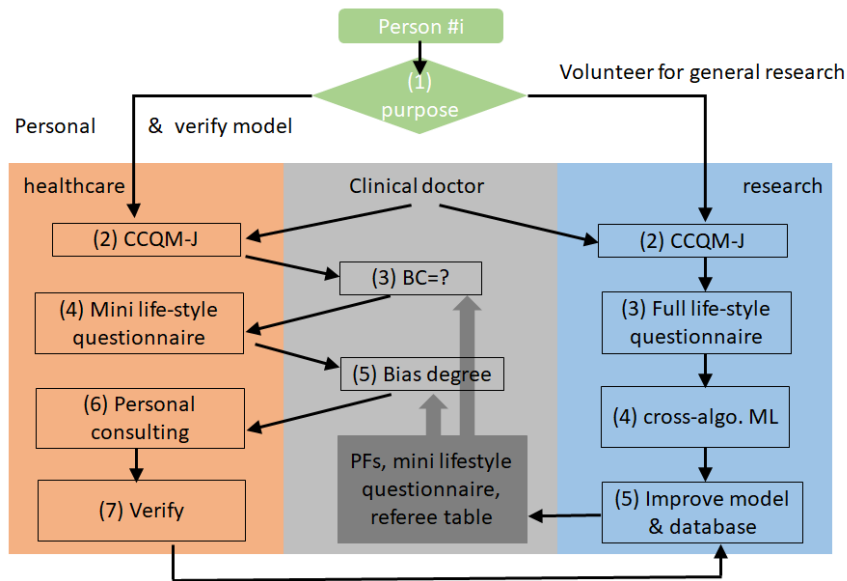 Person #i
(1)
purpose
Volunteer for general research
Personal & verify model
healthcare
Clinical doctor
research
(2) CCQM-J
(2) CCQM-J
(3) BC=?
(4) Mini life-style
questionnaire
(3) Full life-style
questionnaire
(5) Bias degree
(6) Personal
consulting
(4) cross-algo. ML
PFs, mini lifestyle
questionnaire,
referee table
(7) Verify
(5) Improve model
& database